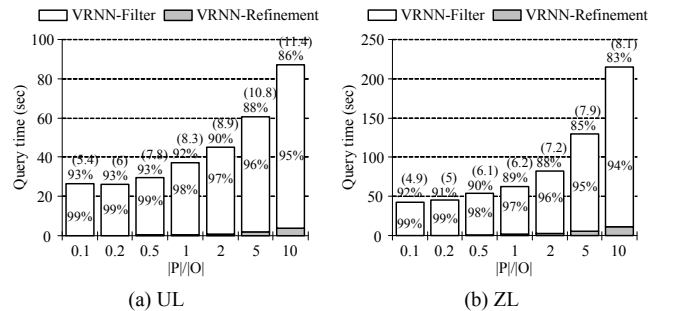 VRNN-Filter VRNN-Refinement
100
80
60
40
20
0
Query time (sec)
(5.4) (6) (7.8) (8.3) (8.9) (10.8) (11.4)
93% 93% 93% 92% 90% 88% 86%
99% 99% 99% 98% 97% 96% 95%
0.1 0.2 0.5 1 2 5 10
|P|/|O|
(a) UL
VRNN-Filter VRNN-Refinement
250
200
150
100
50
0
Query time (sec)
(4.9) (5) (6.1) (6.2) (7.2) (7.9) (8.1)
92% 91% 90% 89% 88% 85% 83%
99% 99% 98% 97% 96% 95% 94%
0.1 0.2 0.5 1 2 5 10
|P|/|O|
(b) ZL